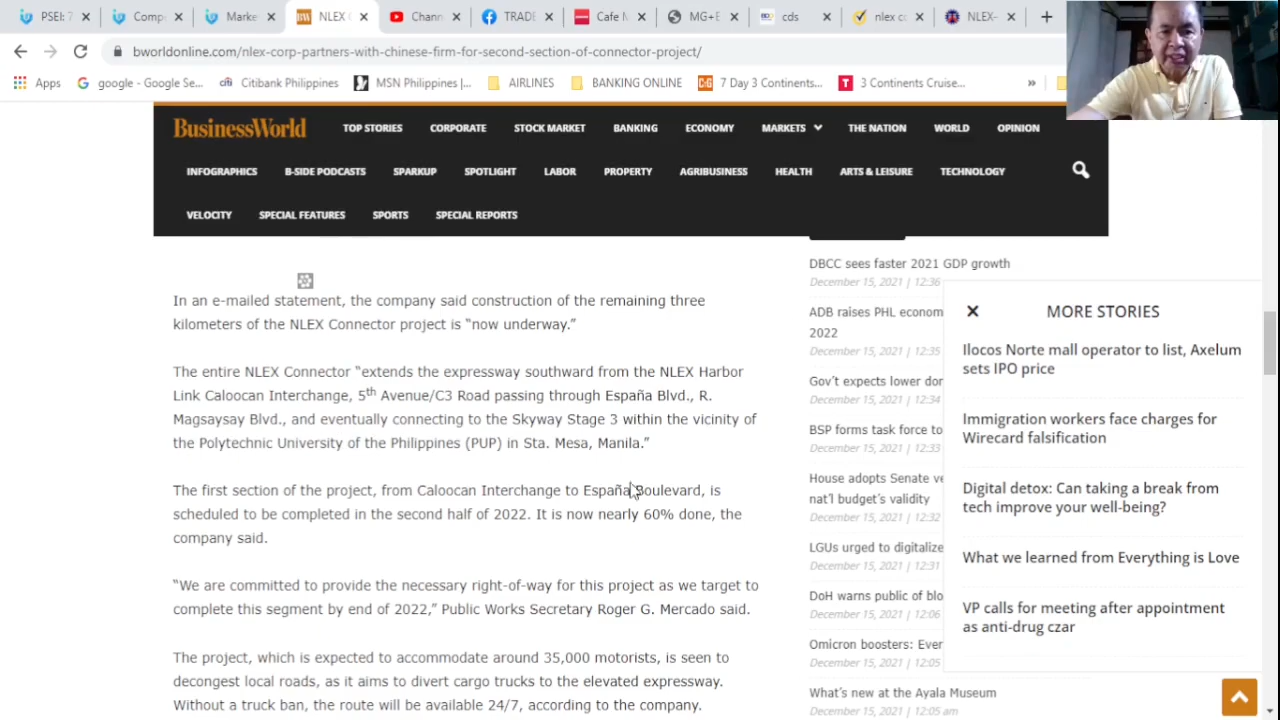 PSEI: 7
Comp
Market
NLEX C
Chann
TRADE
Cafe N
MG+E
cds
nlex co
NLEX-
bworldonline.com/nlex-corp-partners-with-chinese-firm-for-second-section-of-connector-project/
Apps
google - Google Se...
Citibank Philippines
MSN Philippines |...
AIRLINES
BANKING ONLINE
7 Day 3 Continents...
3 Continents Cruise...
»
BusinessWorld
TOP STORIES
CORPORATE
STOCK MARKET
BANKING
ECONOMY
MARKETS
THE NATION
WORLD
OPINION
INFOGRAPHICS
B-SIDE PODCASTS
SPARKUP
SPOTLIGHT
LABOR
PROPERTY
AGRIBUSINESS
HEALTH
ARTS & LEISURE
TECHNOLOGY
VELOCITY
SPECIAL FEATURES
SPORTS
SPECIAL REPORTS
In an e-mailed statement, the company said construction of the remaining three
kilometers of the NLEX Connector project is “now underway.”
The entire NLEX Connector “extends the expressway southward from the NLEX Harbor
Link Caloocan Interchange, 5th Avenue/C3 Road passing through España Blvd., R.
Magsaysay Blvd., and eventually connecting to the Skyway Stage 3 within the vicinity of
the Polytechnic University of the Philippines (PUP) in Sta. Mesa, Manila.”
The first section of the project, from Caloocan Interchange to España Boulevard, is
scheduled to be completed in the second half of 2022. It is now nearly 60% done, the
company said.
“We are committed to provide the necessary right-of-way for this project as we target to
complete this segment by end of 2022,” Public Works Secretary Roger G. Mercado said.
The project, which is expected to accommodate around 35,000 motorists, is seen to
decongest local roads, as it aims to divert cargo trucks to the elevated expressway.
Without a truck ban, the route will be available 24/7, according to the company.
DBCC sees faster 2021 GDP growth
December 15, 2021 | 12:36
ADB raises PHL econom
2022
December 15, 2021 | 12:35
Gov’t expects lower dor
December 15, 2021 | 12:34
BSP forms task force to
December 15, 2021 | 12:33
House adopts Senate ve
nat’l budget’s validity
December 15, 2021 | 12:32
LGUs urged to digitalize
December 15, 2021 | 12:31
DoH warns public of blo
December 15, 2021 | 12:06
Omicron boosters: Ever
December 15, 2021 | 12:05
What’s new at the Ayala Museum
December 15, 2021 | 12:05 am
MORE STORIES
Ilocos Norte mall operator to list, Axelum
sets IPO price
Immigration workers face charges for
Wirecard falsification
Digital detox: Can taking a break from
tech improve your well-being?
What we learned from Everything is Love
VP calls for meeting after appointment
as anti-drug czar